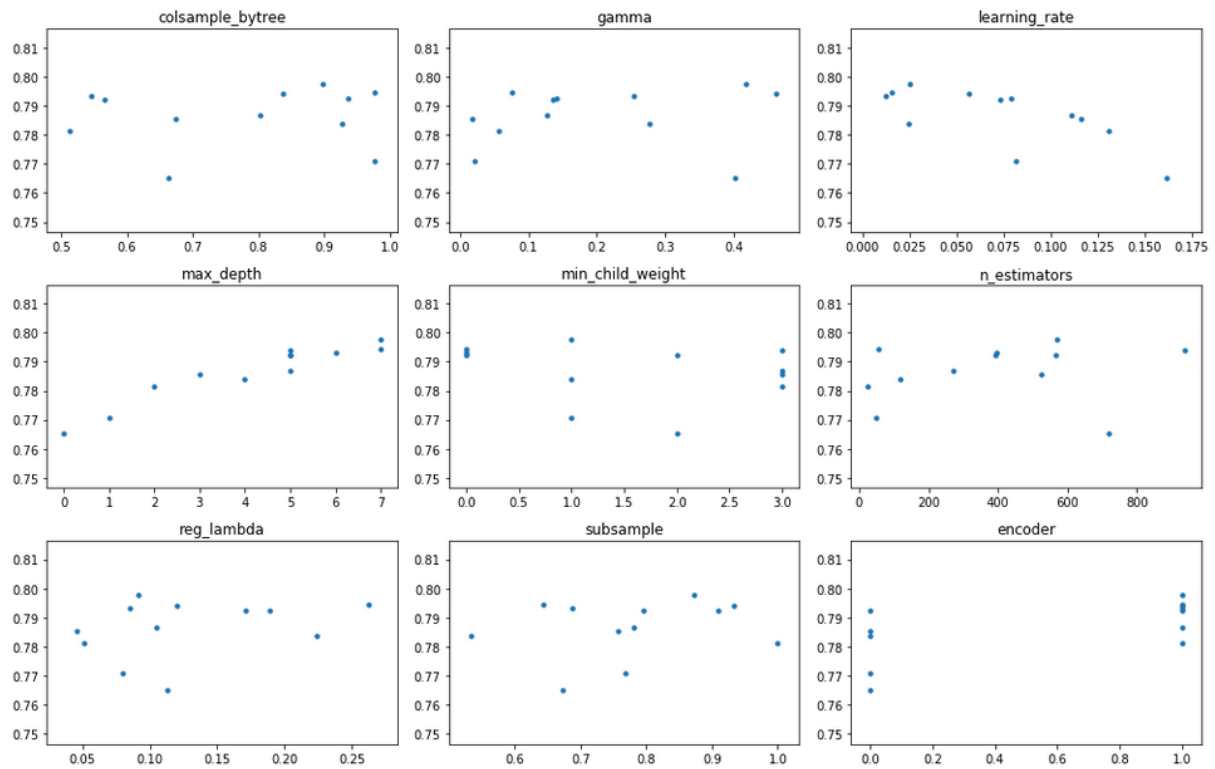 colsample_bytree gamma learning_rate
0.81 0.81 0.81
0.80 0.80 0.80
0.79 0.79 0.79
0.78 0.78 0.78
0.77 0.77 0.77
0.76 0.76 0.76
0.75 0.75 0.75
0.5 0.6 0.7 0.8 0.9 1.0 0.0 0.1 0.2 0.3 0.4 0.000 0.025 0.050 0.075 0.100 0.125 0.150 0.175
max_depth min_child_weight n_estimators
0.81 0.81 0.81
0.80 0.80 0.80
0.79 0.79 0.79
0.78 0.78 0.78
0.77 0.77 0.77
0.76 0.76 0.76
0.75 0.75 0.75
0 1 2 3 4 5 6 7 0.0 0.5 1.0 1.5 2.0 2.5 3.0 0 200 400 600 800
reg_lambda subsample encoder
0.81 0.81 0.81
0.80 0.80 0.80
0.79 0.79 0.79
0.78 0.78 0.78
0.77 0.77 0.77
0.76 0.76 0.76
0.75 0.75 0.75
0.05 0.10 0.15 0.20 0.25 0.6 0.7 0.8 0.9 1.0 0.0 0.2 0.4 0.6 0.8 1.0